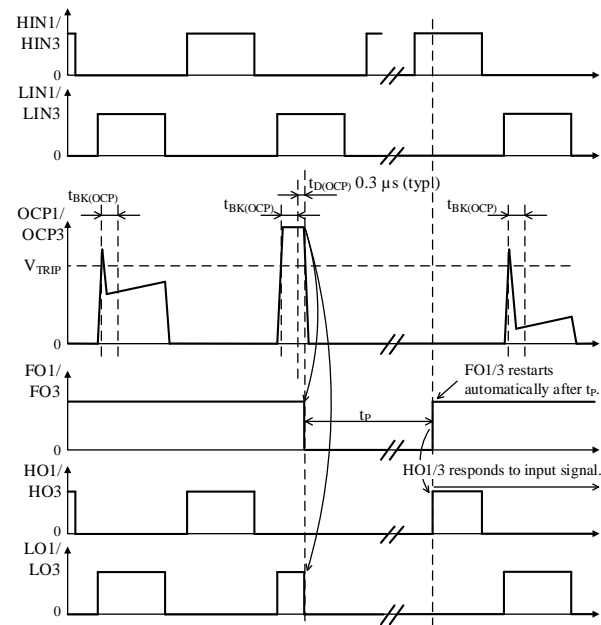 HIN1/
HIN3
0
LIN1/
LIN3
0
tD(OCP) 0.3 µs (typ)
tBK(OCP)
tBK(OCP)
tBK(OCP)
OCP1/
OCP3
VTRIP
0
FO1/
FO3
FO1/3 restarts
automatically after tP.
tP
0
HO1/
HO3
HO1/3 responds to input signal.
0
LO1/
LO3
0